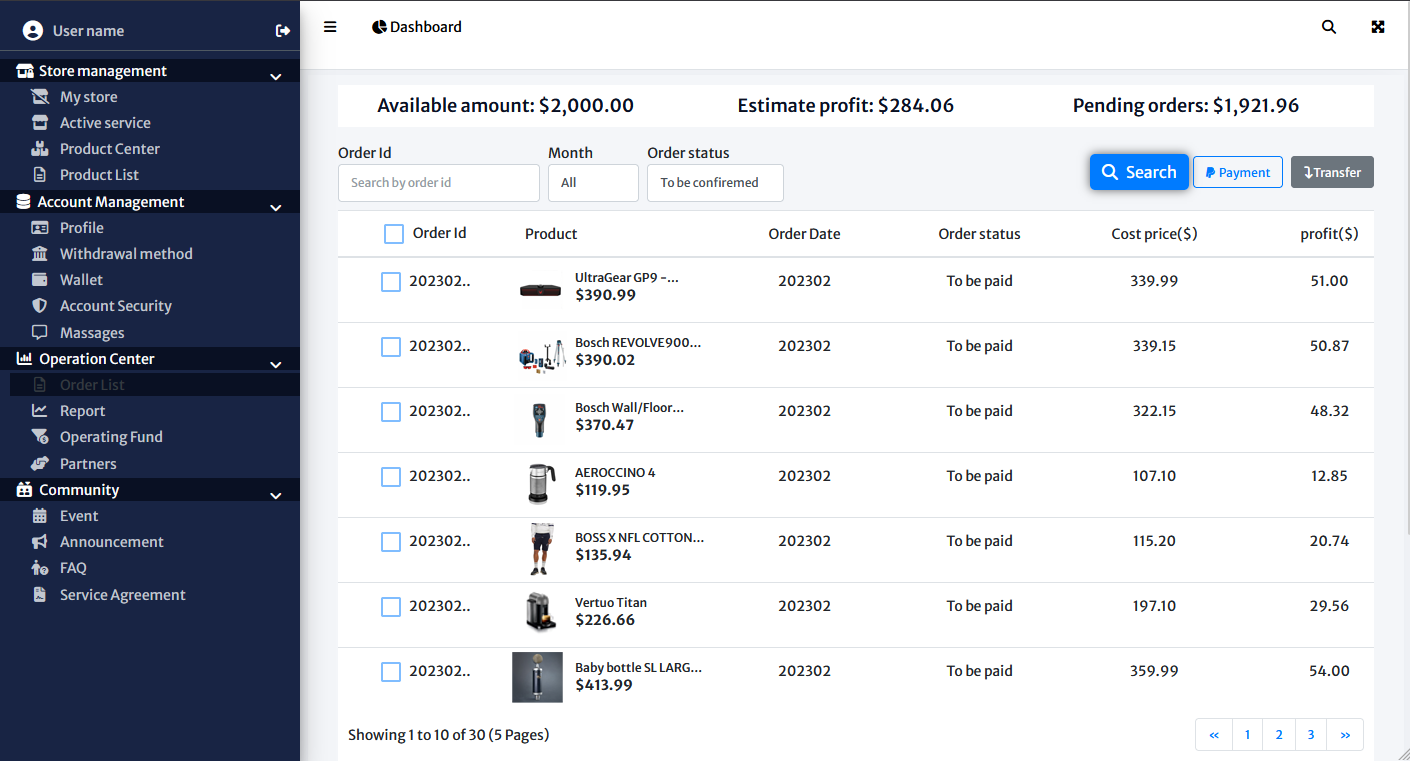 User name
Store management
My store
Active service
Product Center
Product List
Account Management
Profile
Withdrawal method
Wallet
Account Security
Massages
Operation Center
Order List
Report
Operating Fund
Partners
Community
Event
Announcement
FAQ
Service Agreement
Dashboard
Available amount: $2,000.00 Estimate profit: $284.06 Pending orders: $1,921.96
Order Id Month Order status
Search by order id All To be confiremed Search Payment Transfer
Order Id Product Order Date Order status Cost price($) profit($)
202302.. UltraGear GP9 -... 202302 To be paid 339.99 51.00
$390.99
202302.. Bosch REVOLVE900... 202302 To be paid 339.15 50.87
$390.02
202302.. Bosch Wall/Floor... 202302 To be paid 322.15 48.32
$370.47
202302.. AEROCCINO 4 202302 To be paid 107.10 12.85
$119.95
202302.. BOSS X NFL COTTON... 202302 To be paid 115.20 20.74
$135.94
202302.. Vertuo Titan 202302 To be paid 197.10 29.56
$226.66
202302.. Baby bottle SL LARG... 202302 To be paid 359.99 54.00
$413.99
Showing 1 to 10 of 30 (5 Pages) « 1 2 3 »